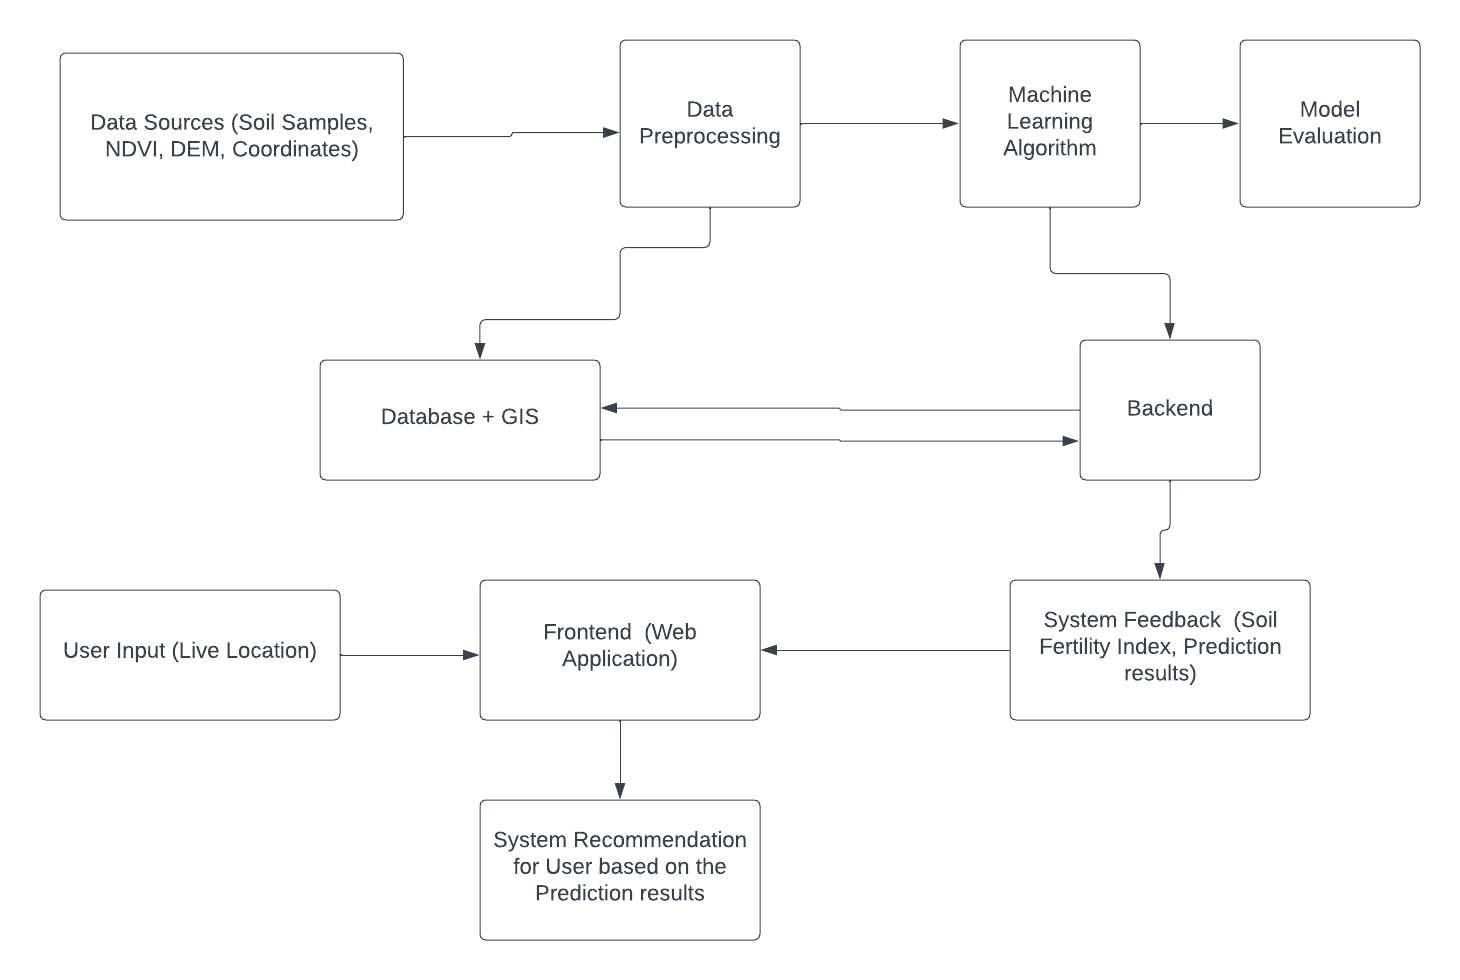 Data Sources (Soil Samples,
NDVI, DEM, Coordinates)
Data
Preprocessing
Machine
Learning
Algorithm
Model
Evaluation
Database + GIS
Backend
User Input (Live Location)
Frontend  (Web
Application)
System Feedback  (Soil
Fertility Index, Prediction
results)
System Recommendation
for User based on the
Prediction results